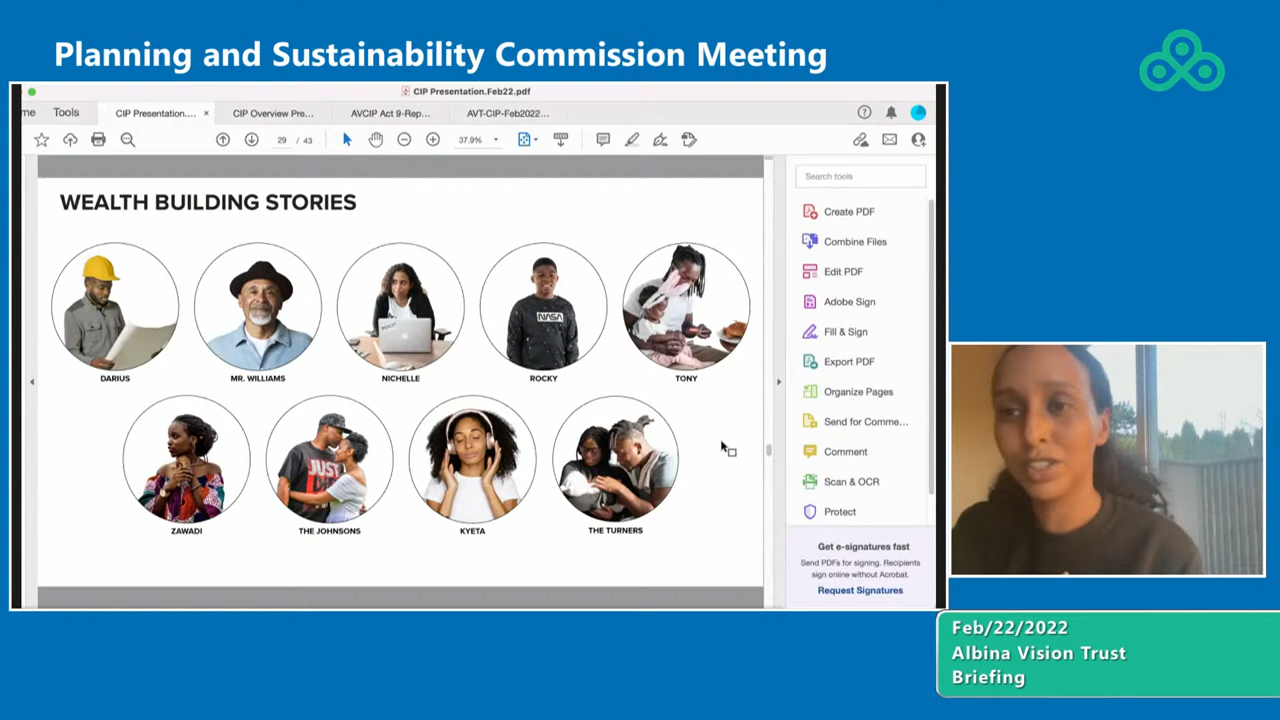 Planning and Sustainability Commission Meeting
CIP Presentation.Feb22.pdf
me
Tools
CIP Presentation.... ×
CIP Overview Pre...
AVCIP Act 9-Rep...
AVT-CIP-Feb2022...
29 / 43
37.9%
Search tools
WEALTH BUILDING STORIES
Create PDF
Combine Files
Edit PDF
Adobe Sign
Fill & Sign
Export PDF
Organize Pages
Send for Comme...
Comment
Scan & OCR
Protect
NASA
DARIUS
MR. WILLIAMS
NICHELLE
ROCKY
TONY
JUST
ZAWADI
THE JOHNSONS
KYETA
THE TURNERS
Get e-signatures fast
Send PDFs for signing. Recipients
sign online without Acrobat.
Request Signatures
Feb/22/2022
Albina Vision Trust
Briefing